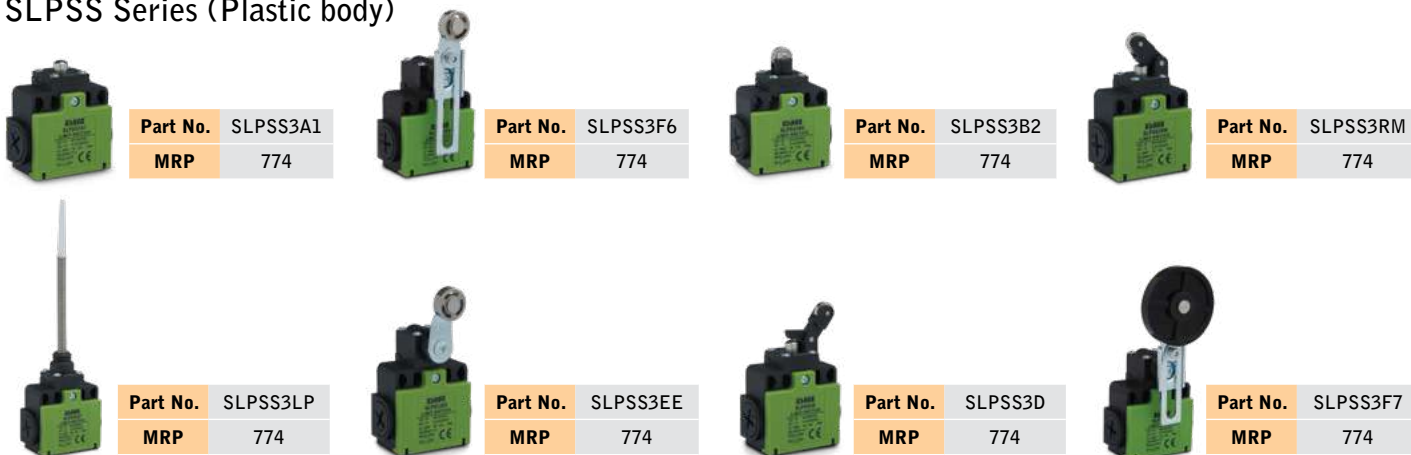 SLPSS Series (Plastic body)
Part No. SLPSS3A1
MRP 774
Part No. SLPSS3F6
MRP 774
Part No. SLPSS3B2
MRP 774
Part No. SLPSS3RM
MRP 774
Part No. SLPSS3LP
MRP 774
Part No. SLPSS3EE
MRP 774
Part No. SLPSS3D
MRP 774
Part No. SLPSS3F7
MRP 774